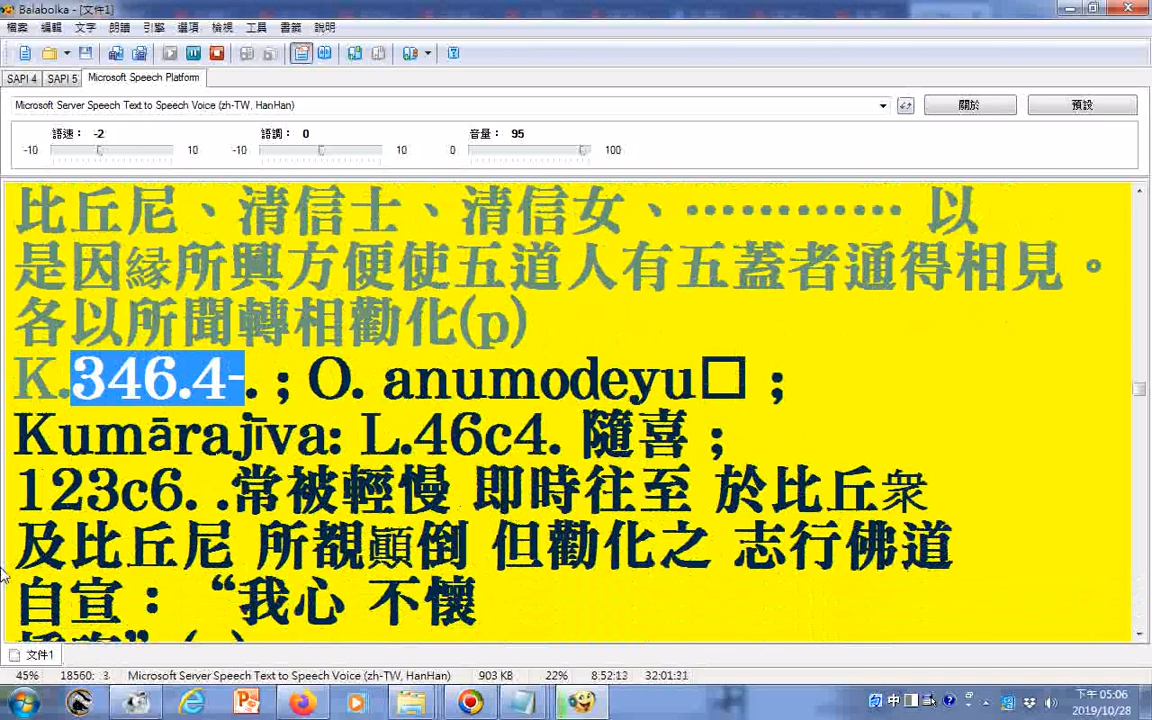 Balabolka - [文件1]
檔案 編輯 文字 朗讀 引擎 選項 檢視 工具 書籤 說明
SAPI 4 SAPI 5 Microsoft Speech Platform
Microsoft Server Speech Text to Speech Voice (zh-TW, HanHan) 關於 預設
語速： -2 語調： 0 音量： 95
-10 10 -10 10 0 100
比丘尼、清信士、清信女、………… 以
是因緣所興方便使五道人有五蓋者通得相見。
各以所聞轉相勸化(p)
K.346.4-. ; O. anumodeyu□ ;
Kumārajīva: L.46c4. 隨喜 ;
123c6. .常被輕慢 即時往至 於比丘衆
及比丘尼 所覩顚倒 但勸化之 志行佛道
自宣： “我心 不懷
文件1
45% 18560: 3 Microsoft Server Speech Text to Speech Voice (zh-TW, HanHan) 903 KB 22% 8:52:13 32:01:31
中 下午 05:06
2019/10/28